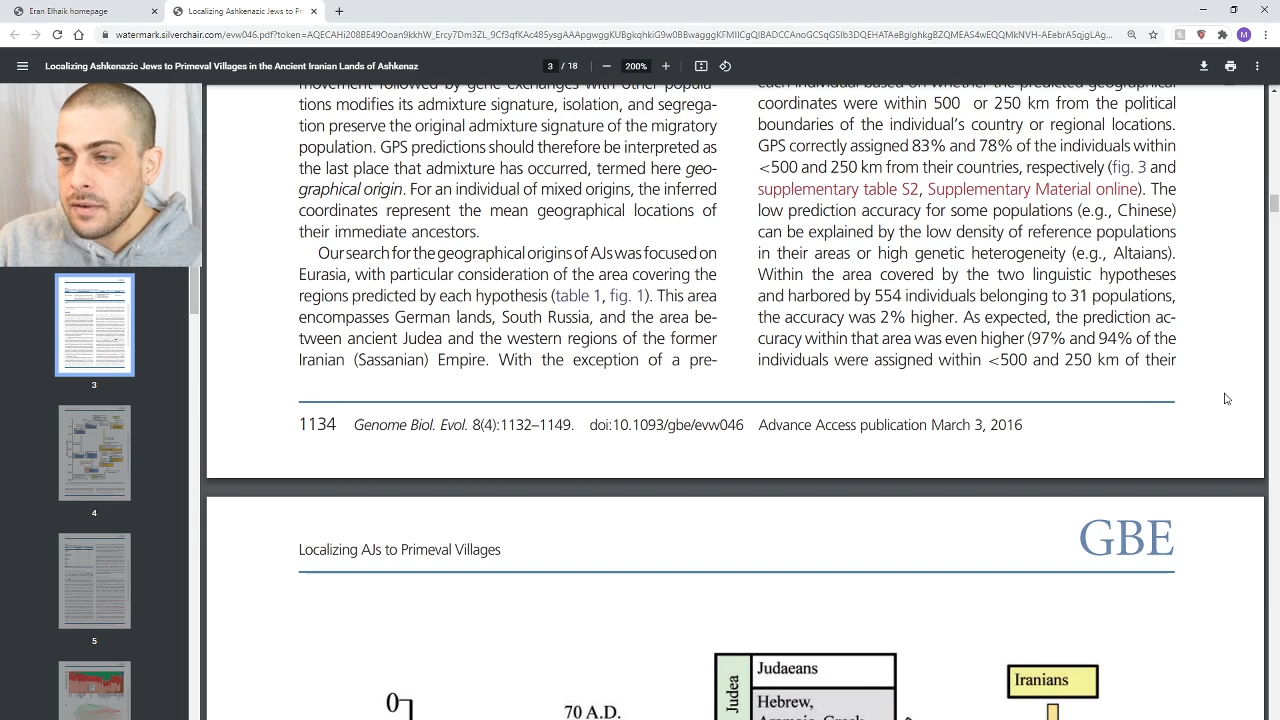 Eran Elhaik homepage
Localizing Ashkenazic Jews to Pri
watermark.silverchair.com/evw046.pdf?token=
M
Localizing Ashkenazic Jews to Primeval Villages in the Ancient Iranian Lands of Ashkenaz
3 / 18
200%
movement followed by gene exchanges with other popula-
tions modifies its admixture signature, isolation, and segrega-
tion preserve the original admixture signature of the migratory
population. GPS predictions should therefore be interpreted as
the last place that admixture has occurred, termed here geo-
graphical origin. For an individual of mixed origins, the inferred
coordinates represent the mean geographical locations of
their immediate ancestors.
Our search for the geographical origins of AJs was focused on
Eurasia, with particular consideration of the area covering the
regions predicted by each hypothesis (table 1, fig. 1). This area
encompasses German lands, South Russia, and the area be-
tween ancient Judea and the western regions of the former
Iranian (Sassanian) Empire. With the exception of a pre-
each individual based on whether the predicted geographical
coordinates were within 500 or 250 km from the political
boundaries of the individual's country or regional locations.
GPS correctly assigned 83% and 78% of the individuals within
<500 and 250 km from their countries, respectively (fig. 3 and
supplementary table S2, Supplementary Material online). The
low prediction accuracy for some populations (e.g., Chinese)
can be explained by the low density of reference populations
in their areas or high genetic heterogeneity (e.g., Altaians).
Within the area covered by the two linguistic hypotheses
and harbored by 554 individuals belonging to 31 populations,
the accuracy was 2% higher. As expected, the prediction ac-
curacy within that area was even higher (97% and 94% of the
individuals were assigned within <500 and 250 km of their
1134 Genome Biol. Evol. 8(4):1132–1149. doi:10.1093/gbe/evw046 Advance Access publication March 3, 2016
Localizing AJs to Primeval Villages
GBE
Judea
Judaeans
Hebrew,
Iranians
0
70 A.D.
3
4
5